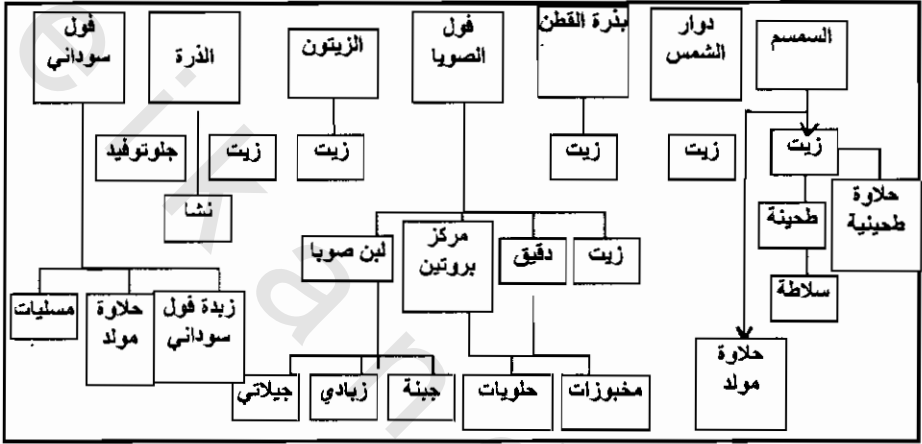 السمسم
دوار
الشمس
بذرة القطن
فول
الصويا
الزيتون
الذرة
فول
سوداني
زيت
زيت
زيت
زيت
زيت
جلوتوفيد
حلاوة
طحينية
طحينة
نشا
زيت
دقيق
مركز
بروتين
لبن صويا
سلاطة
زبدة فول
سوداني
حلاوة
مولد
مسليات
حلاوة
مولد
مخبوزات
حلويات
جبنة
زبادي
جيلاتي